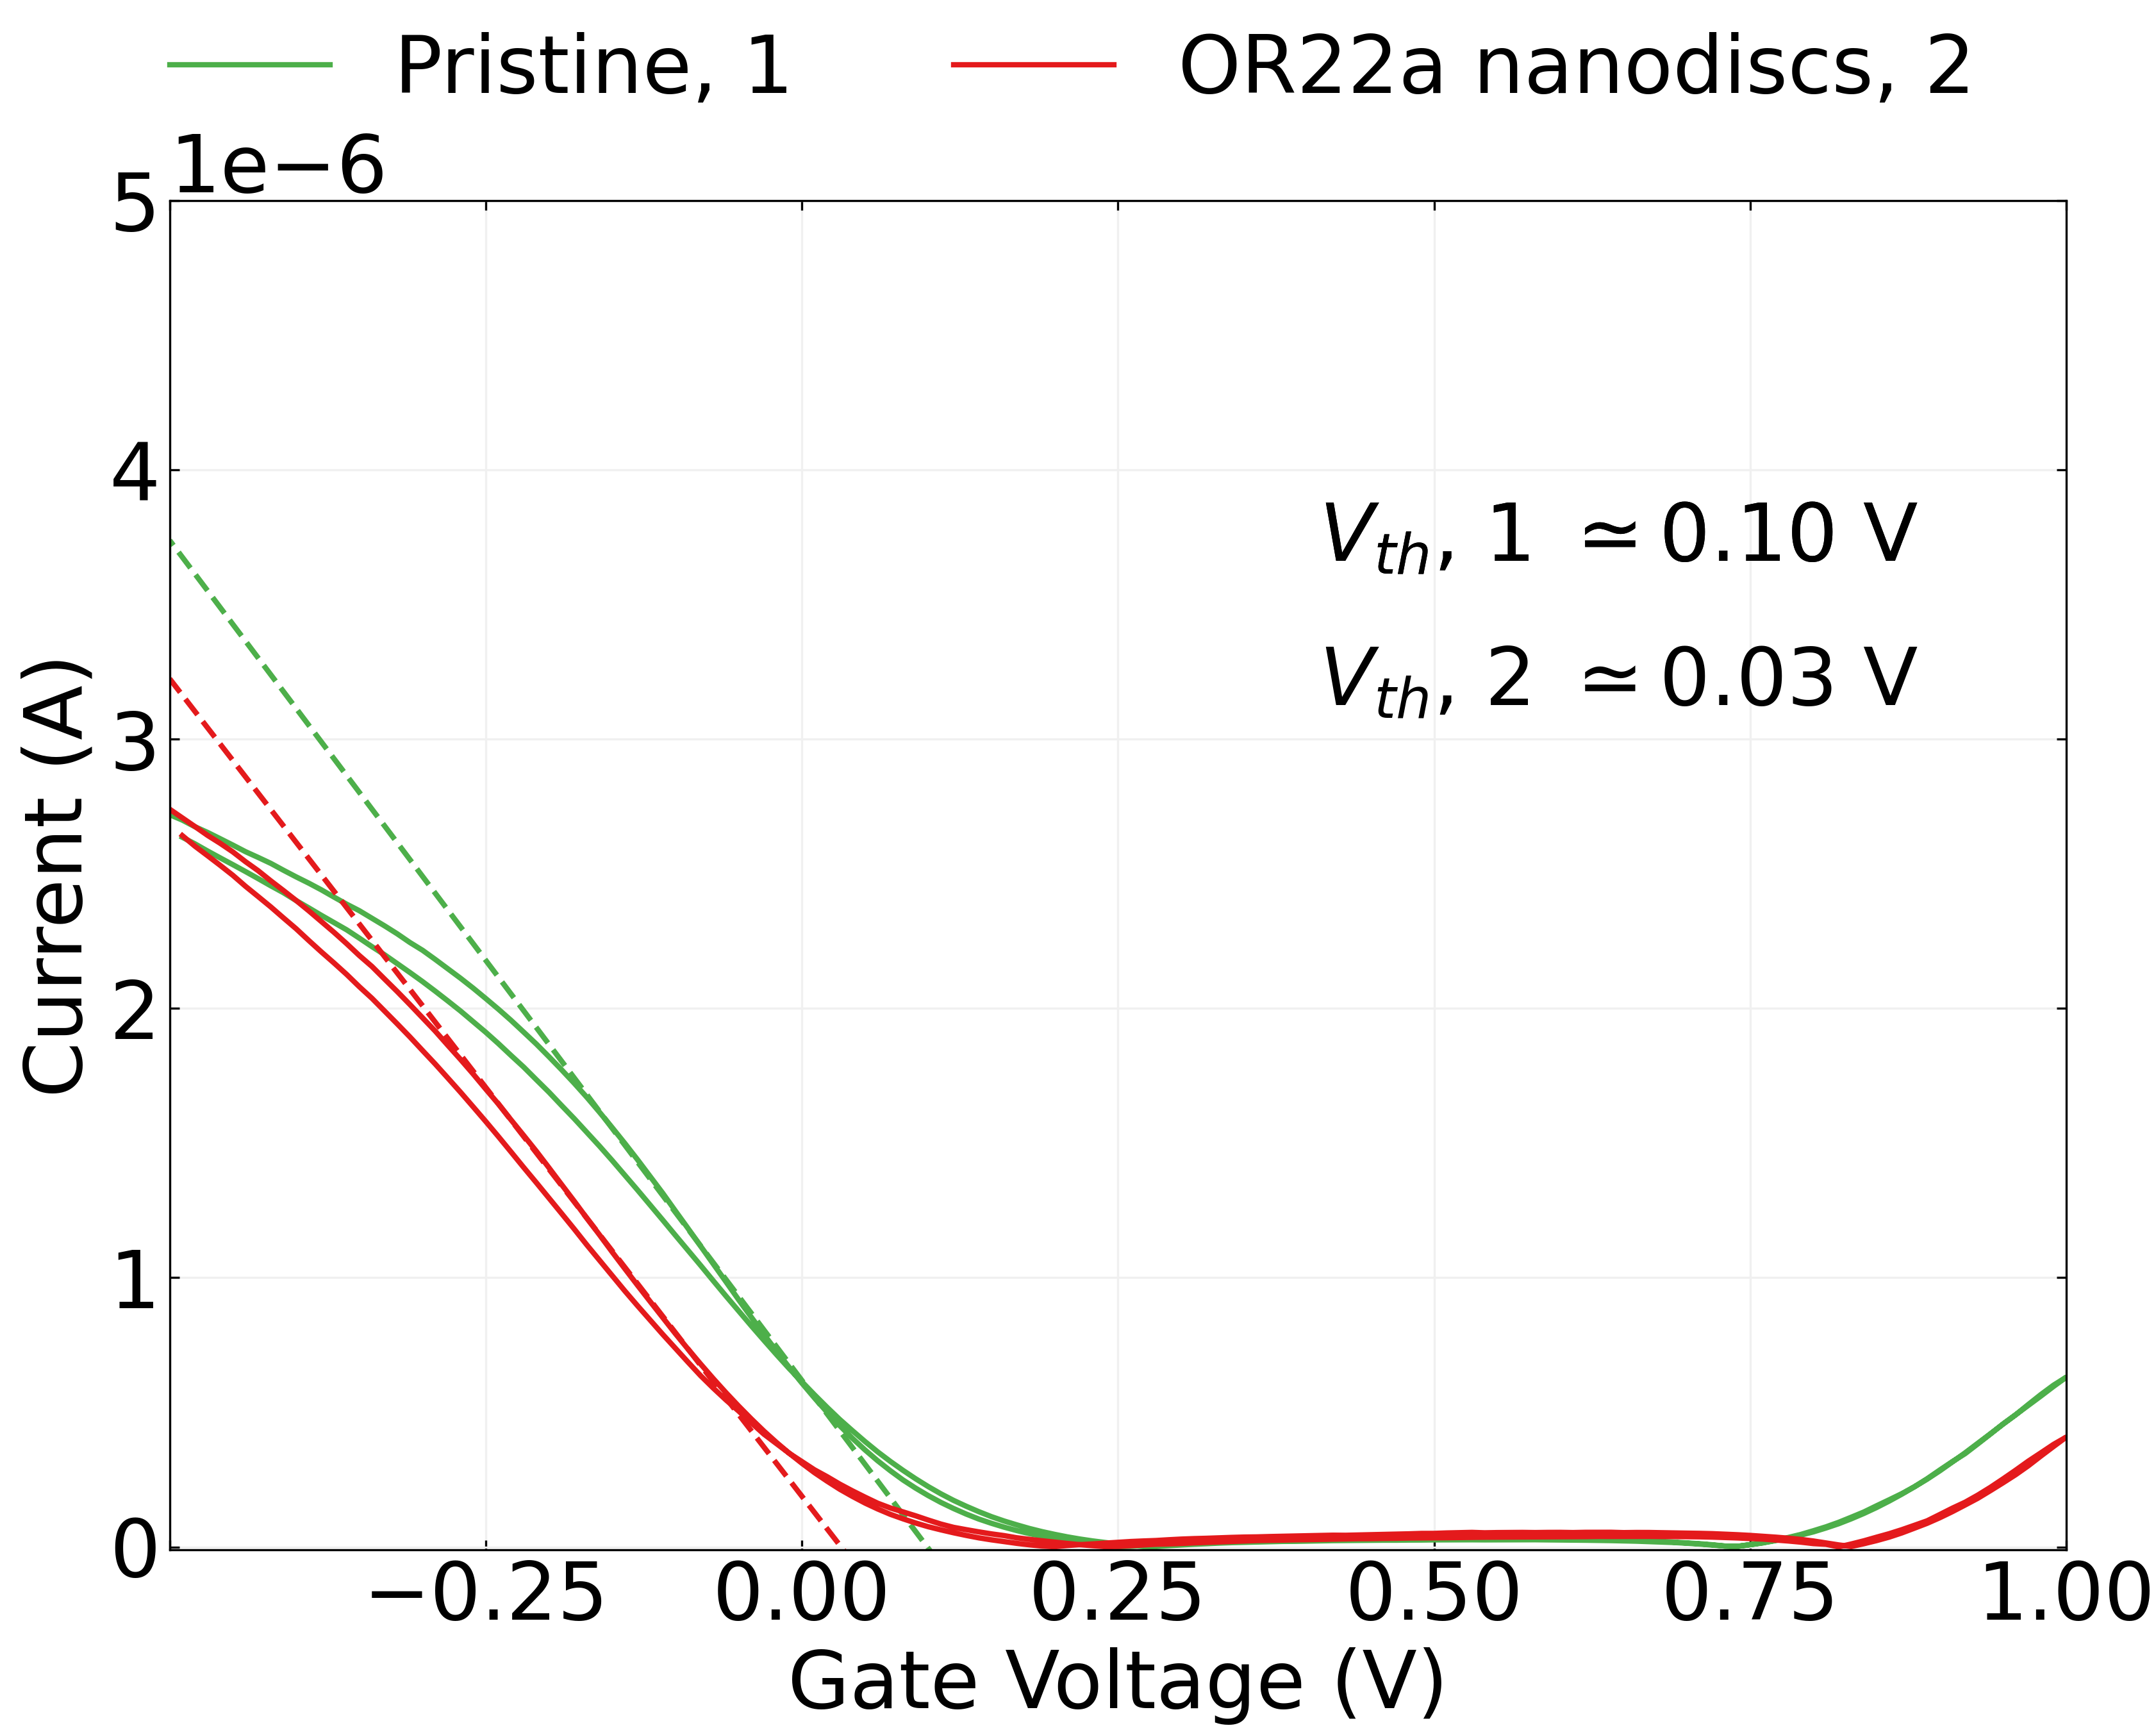 Pristine, 1
OR22a nanodiscs, 2
1e−6
5
4
3
2
1
0
Current (A)
V_th, 1 ≃0.10 V
V_th, 2 ≃0.03 V
−0.25
0.00
0.25
0.50
0.75
1.00
Gate Voltage (V)